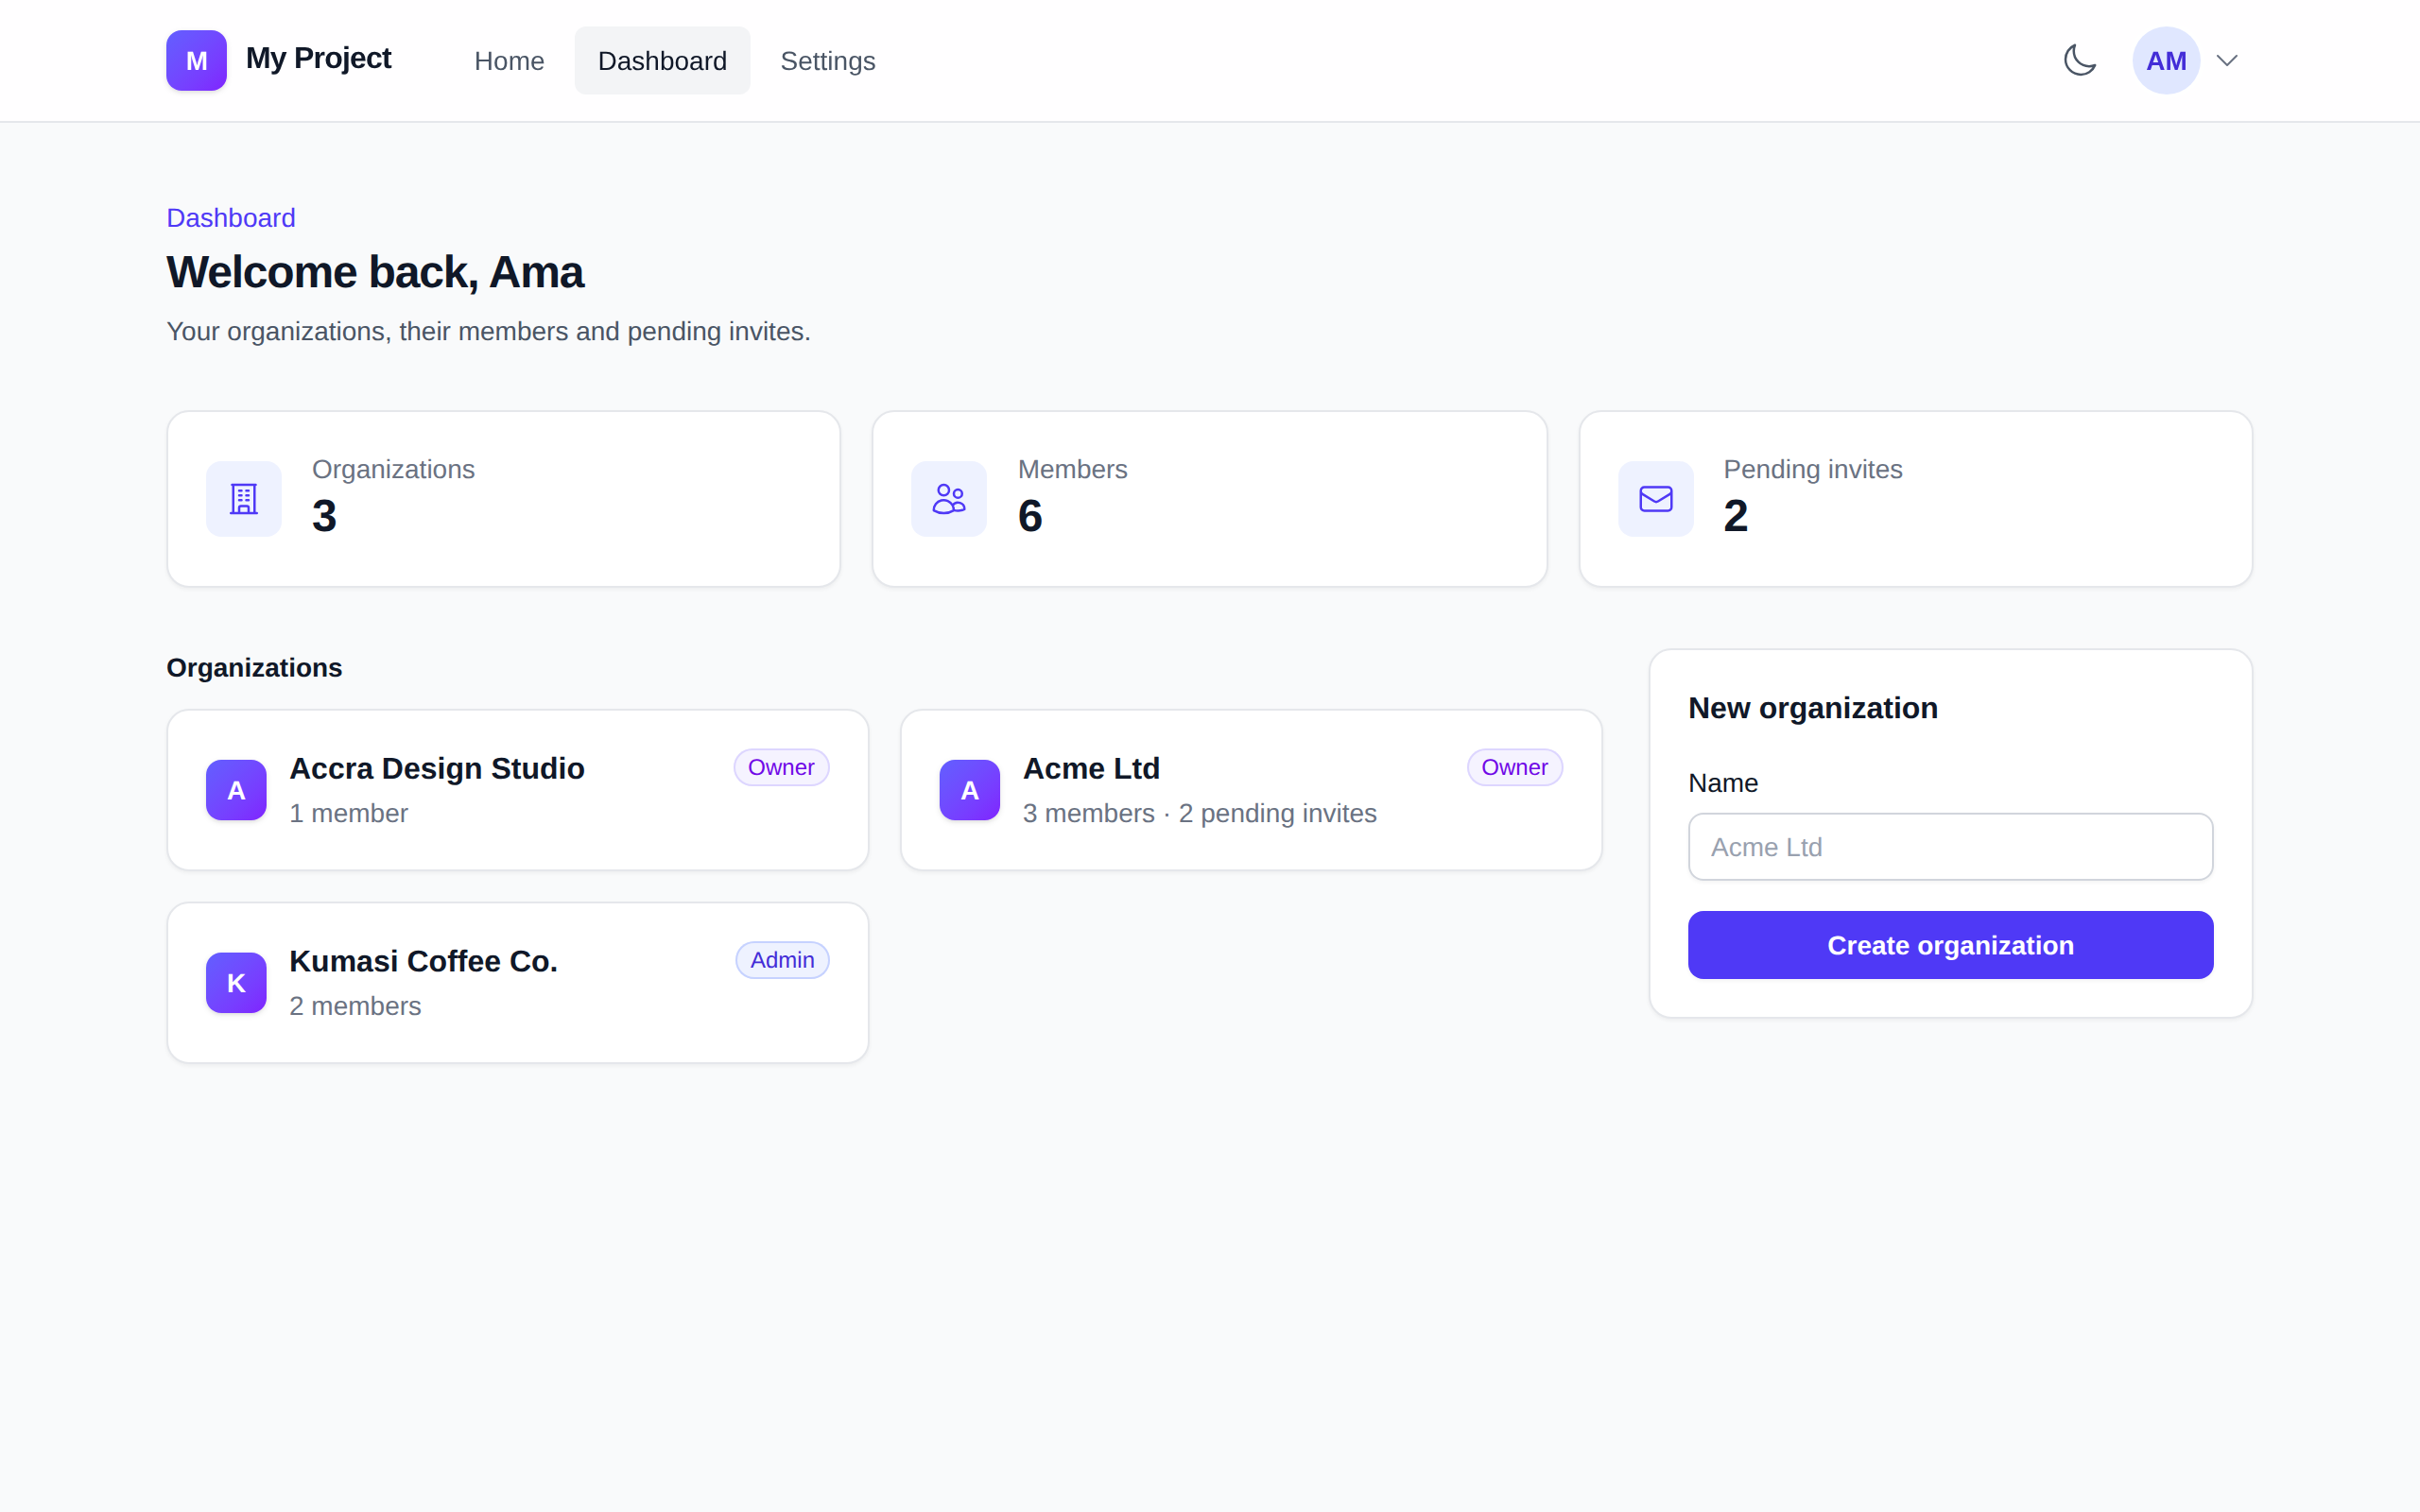 M My Project Home Dashboard Settings AM
Dashboard
Welcome back, Ama
Your organizations, their members and pending invites.
Organizations
3
Members
6
Pending invites
2
Organizations
A Accra Design Studio Owner
1 member
A Acme Ltd Owner
3 members · 2 pending invites
K Kumasi Coffee Co. Admin
2 members
New organization
Name
Acme Ltd
Create organization